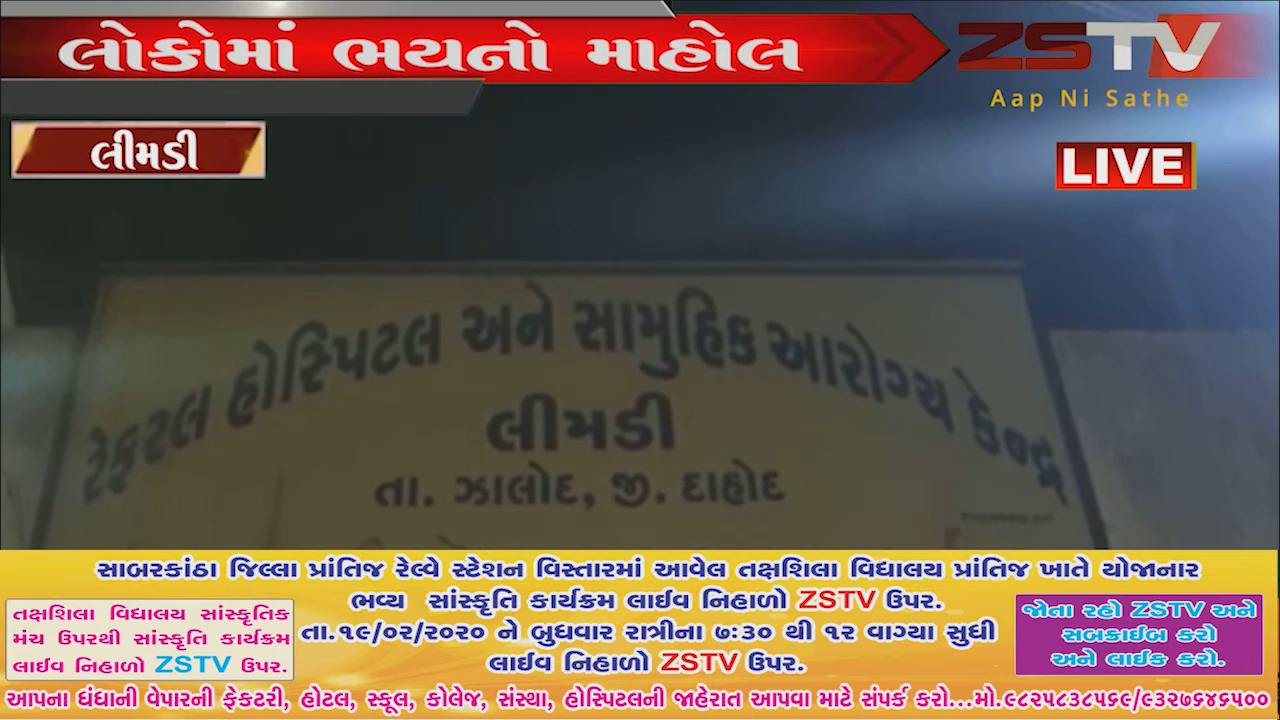 લોકોમાં ભયનો માહોલ
ZSTV
Aap Ni Sathe
લીમડી
LIVE
રેફરલ હોસ્પિટલ અને સામુહિક આરોગ્ય કેન્દ્ર
લીમડી
તા. ઝાલોદ, જી. દાહોદ
સાબરકાંઠા જિલ્લા પ્રાંતિજ રેલ્વે સ્ટેશન વિસ્તારમાં આવેલ તક્ષશિલા વિદ્યાલય પ્રાંતિજ ખાતે યોજાનાર
ભવ્ય સાંસ્કૃતિ કાર્યક્રમ લાઈવ નિહાળો ZSTV ઉપર.
તા.૧૯/૦૨/૨૦૨૦ ને બુધવાર રાત્રીના ૭:૩૦ થી ૧૨ વાગ્યા સુધી
લાઈવ નિહાળો ZSTV ઉપર.
તક્ષશિલા વિદ્યાલય સાંસ્કૃતિક
મંચ ઉપરથી સાંસ્કૃતિ કાર્યક્રમ
લાઈવ નિહાળો ZSTV ઉપર.
જોતા રહો ZSTV અને
સબક્રાઈબ કરો
અને લાઈક કરો.
આપના ધંધાની વેપારની ફેકટરી, હોટલ, સ્કૂલ, કોલેજ, સંસ્થા, હોસ્પિટલની જાહેરાત આપવા માટે સંપર્ક કરો...મો.૯૮૨૫૮૩૮૫૬૯/૯૩૨૭૬૪૬૫૦૦